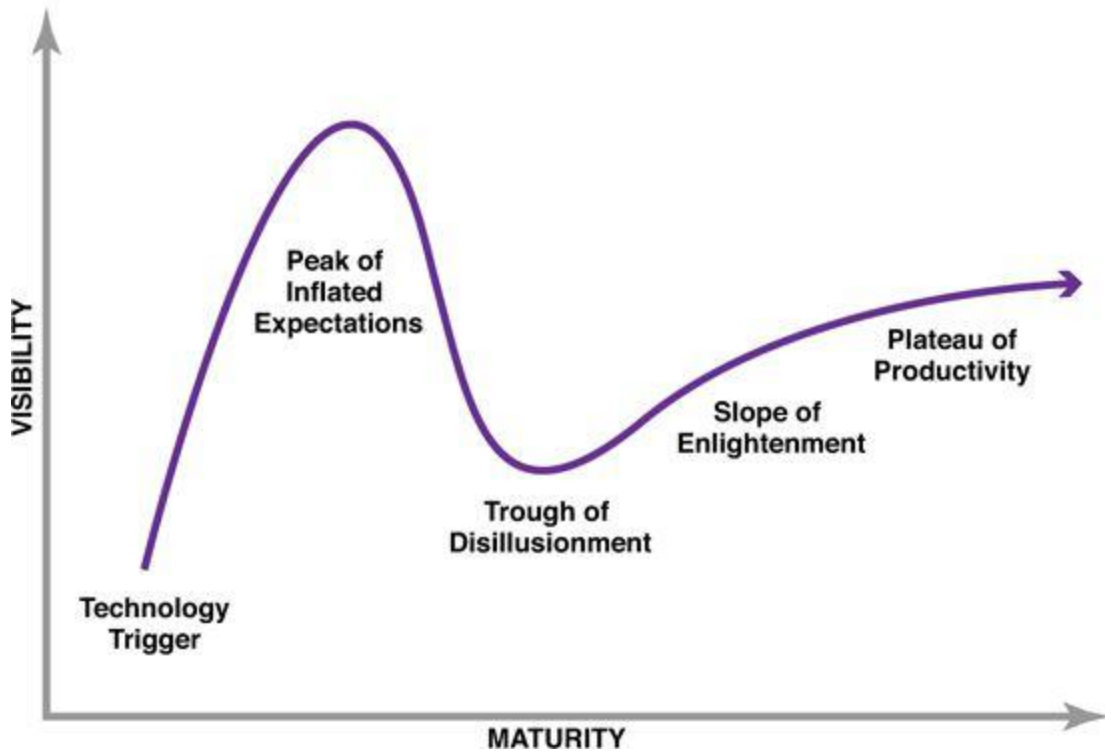 VISIBILITY
Peak of
Inflated
Expectations
Plateau of
Productivity
Slope of
Enlightenment
Trough of
Disillusionment
Technology
Trigger
MATURITY